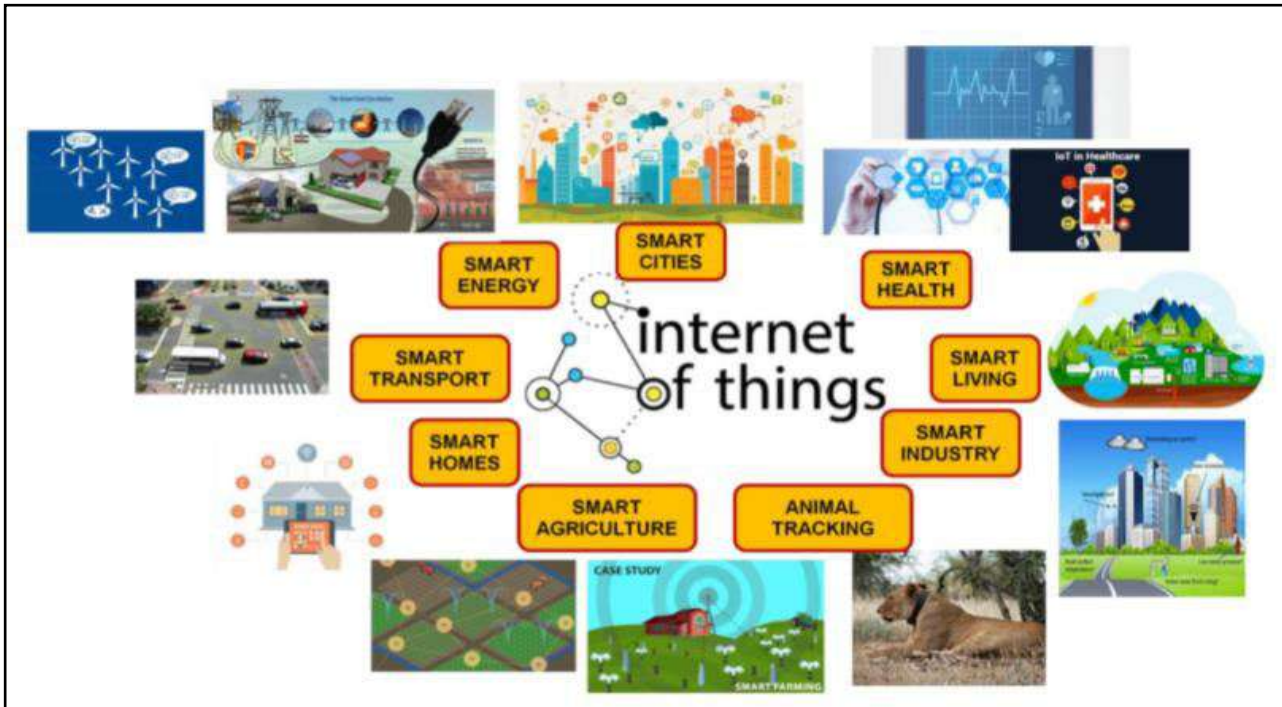 IoT in Healthcare
SMART
CITIES
SMART
ENERGY
SMART
HEALTH
internet
of things
SMART
TRANSPORT
SMART
LIVING
SMART
HOMES
SMART
INDUSTRY
SMART
AGRICULTURE
ANIMAL
TRACKING
CASE STUDY
SMART FARMING